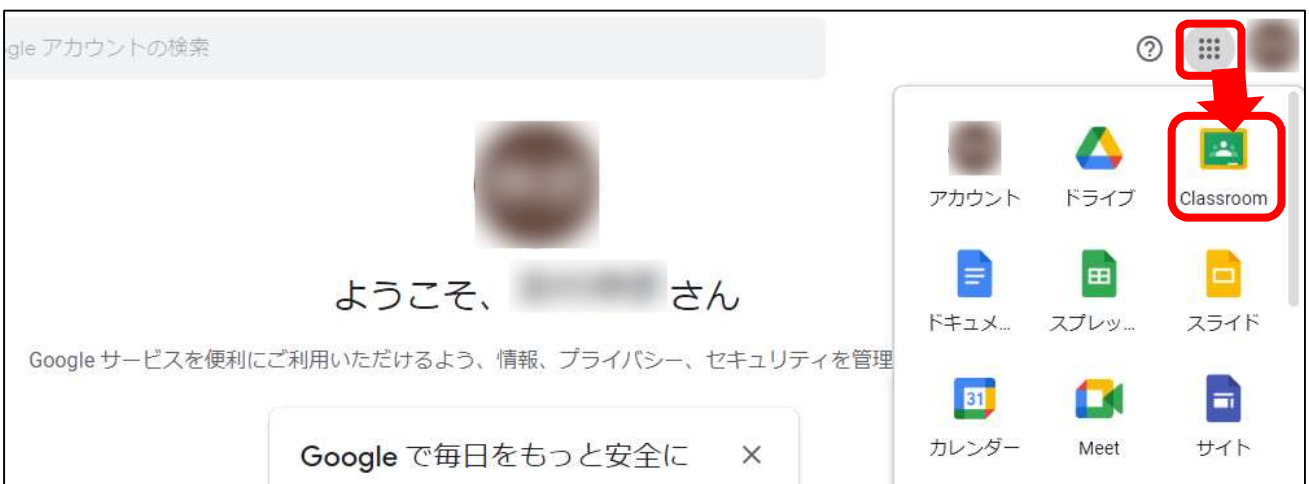 gle アカウントの検索
アカウント
ドライブ
Classroom
ようこそ、 さん
ドキュメ...
スプレッ...
スライド
Google サービスを便利にご利用いただけるよう、情報、プライバシー、セキュリティを管理
31
カレンダー
Meet
サイト
Google で毎日をもっと安全に